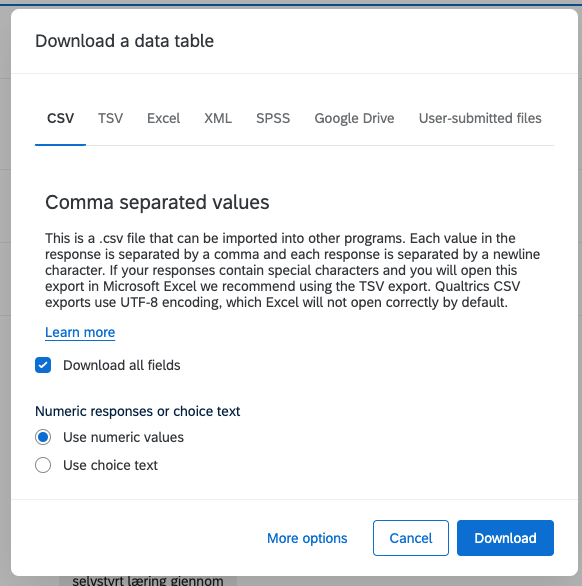 Download a data table
CSV TSV Excel XML SPSS Google Drive User-submitted files
Comma separated values
This is a .csv file that can be imported into other programs. Each value in the
response is separated by a comma and each response is separated by a newline
character. If your responses contain special characters and you will open this
export in Microsoft Excel we recommend using the TSV export. Qualtrics CSV
exports use UTF-8 encoding, which Excel will not open correctly by default.
Learn more
Download all fields
Numeric responses or choice text
Use numeric values
Use choice text
More options Cancel Download
selvstyrt læring gjennom